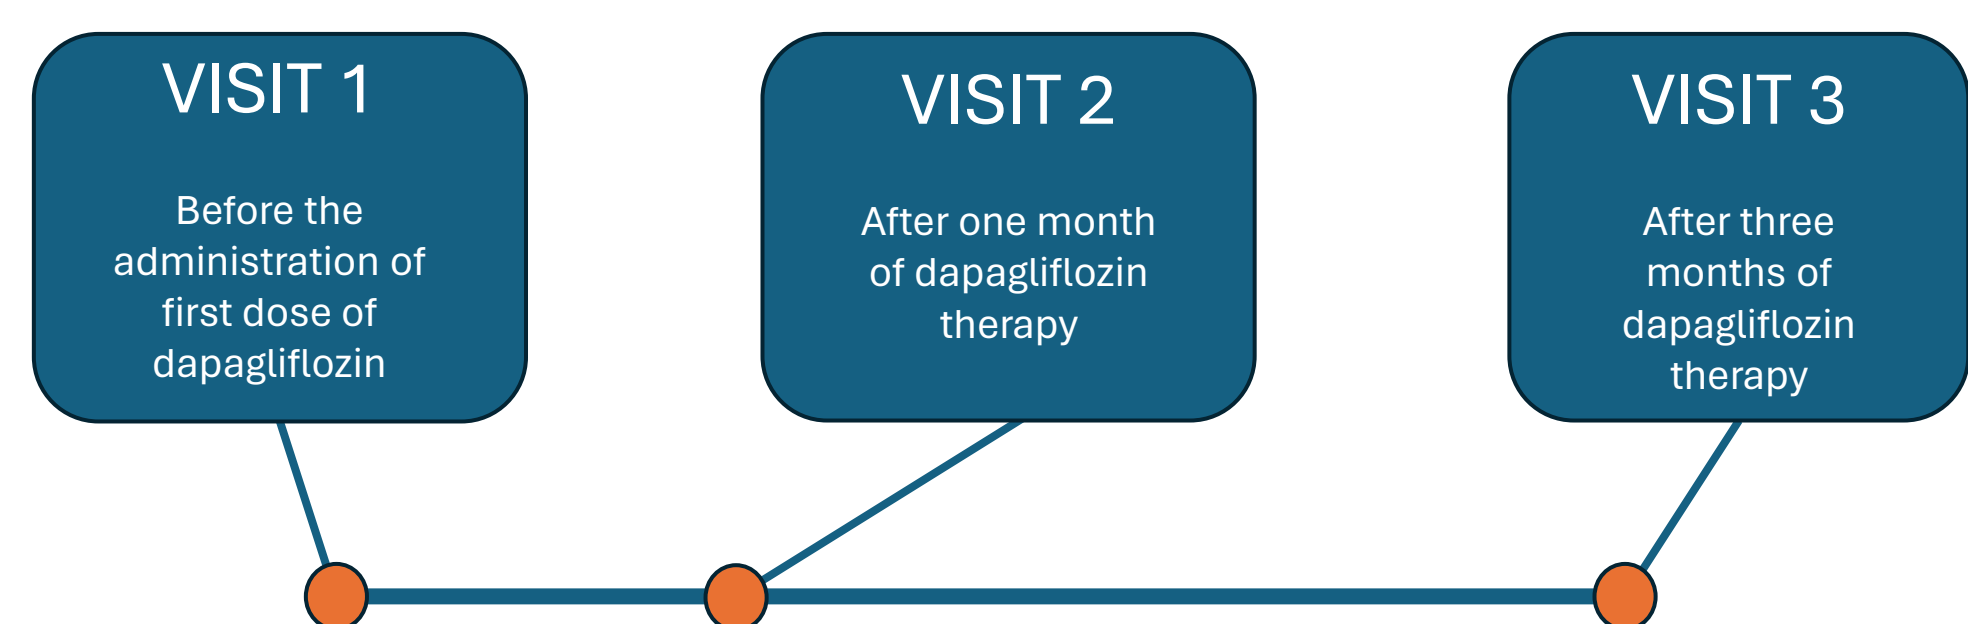 VISIT 1
Before the
administration of
first dose of
dapagliflozin
VISIT 2
After one month
of dapagliflozin
therapy
VISIT 3
After three
months of
dapagliflozin
therapy